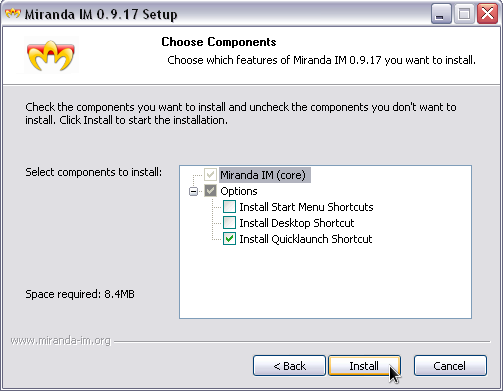 Miranda IM 0.9.17 Setup
Choose Components
Choose which features of Miranda IM 0.9.17 you want to install.
Check the components you want to install and uncheck the components you don't want to
install. Click Install to start the installation.
Select components to install:
Miranda IM (core)
Options
Install Start Menu Shortcuts
Install Desktop Shortcut
Install Quicklaunch Shortcut
Space required: 8.4MB
www.miranda-im.org
< Back
Install
Cancel